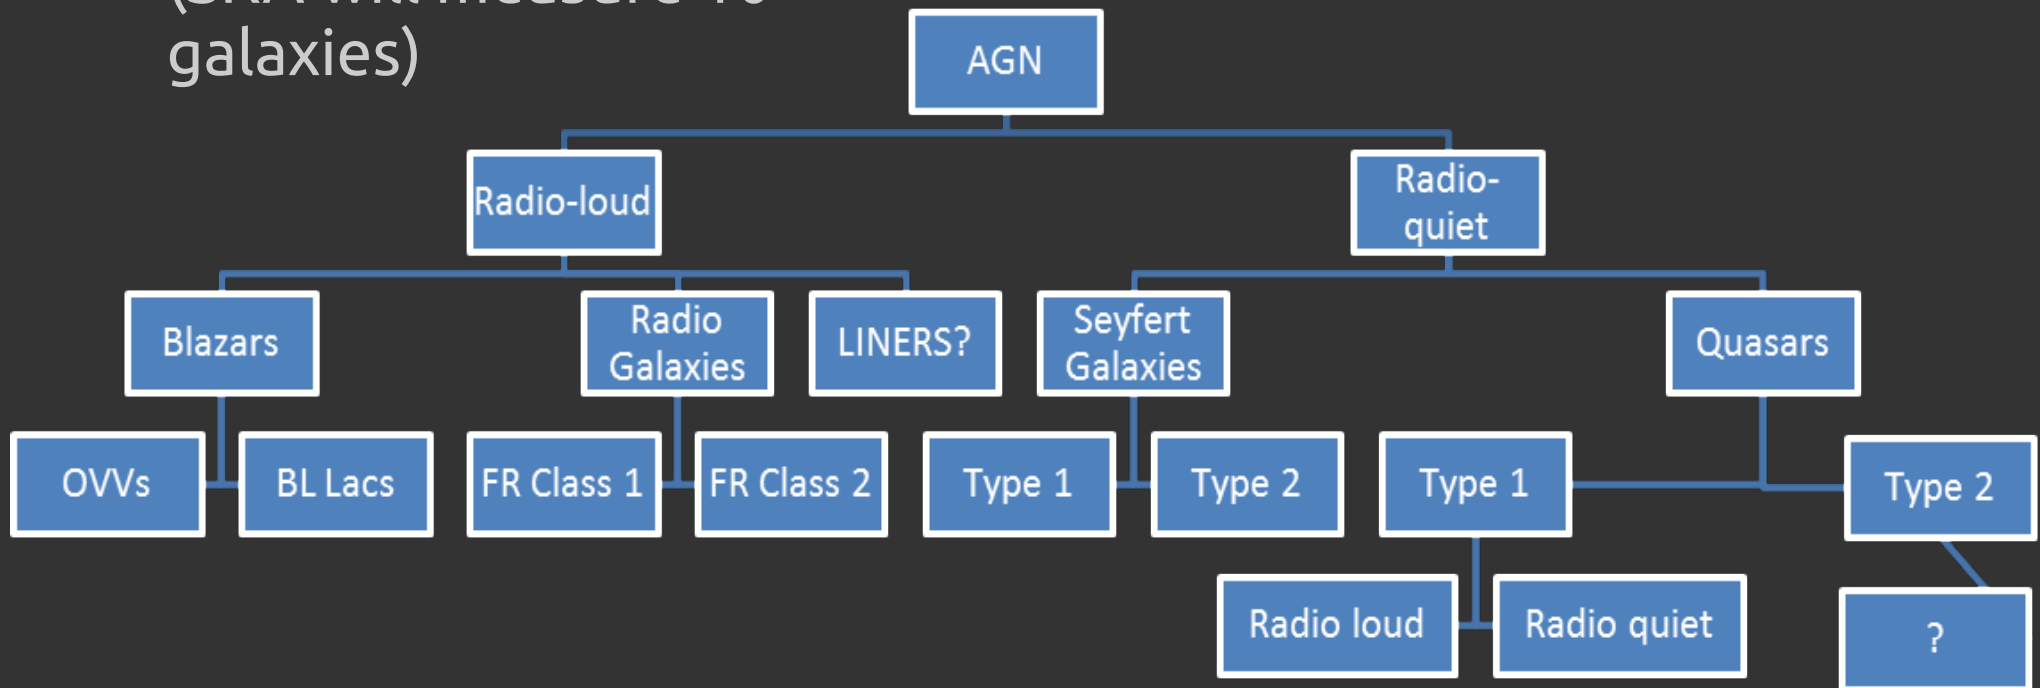 galaxies)
AGN
Radio-loud
Radio-
quiet
Blazars
Radio
Galaxies
LINERS?
Seyfert
Galaxies
Quasars
OVVs
BL Lacs
FR Class 1
FR Class 2
Type 1
Type 2
Type 1
Type 2
Radio loud
Radio quiet
?